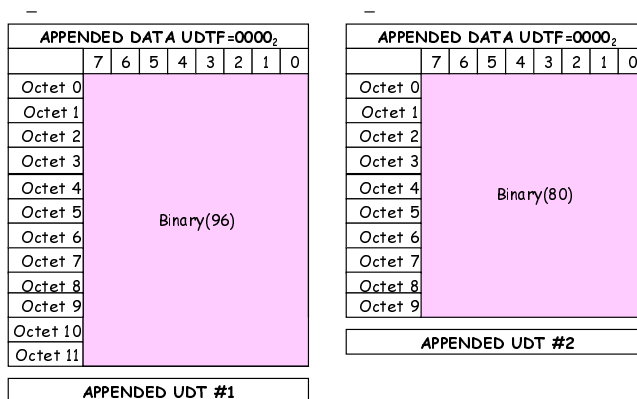 APPENDED DATA UDTF=0000₂
7 6 5 4 3 2 1 0
Octet 0
Octet 1
Octet 2
Octet 3
Octet 4
Octet 5
Octet 6
Octet 7
Octet 8
Octet 9
Octet 10
Octet 11
Binary(96)
APPENDED UDT #1
APPENDED DATA UDTF=0000₂
7 6 5 4 3 2 1 0
Octet 0
Octet 1
Octet 2
Octet 3
Octet 4
Octet 5
Octet 6
Octet 7
Octet 8
Octet 9
Binary(80)
APPENDED UDT #2